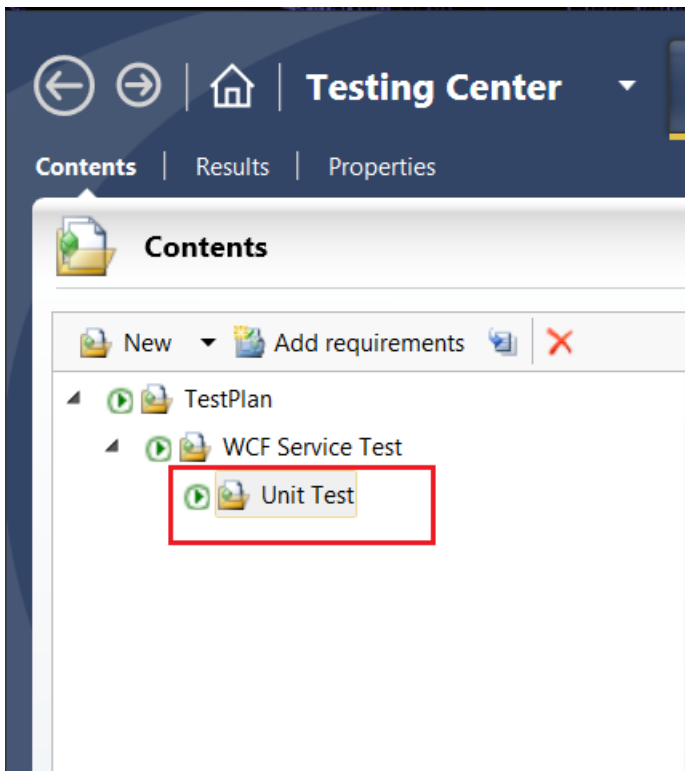 Testing Center
Contents | Results | Properties
Contents
New Add requirements
TestPlan
WCF Service Test
Unit Test